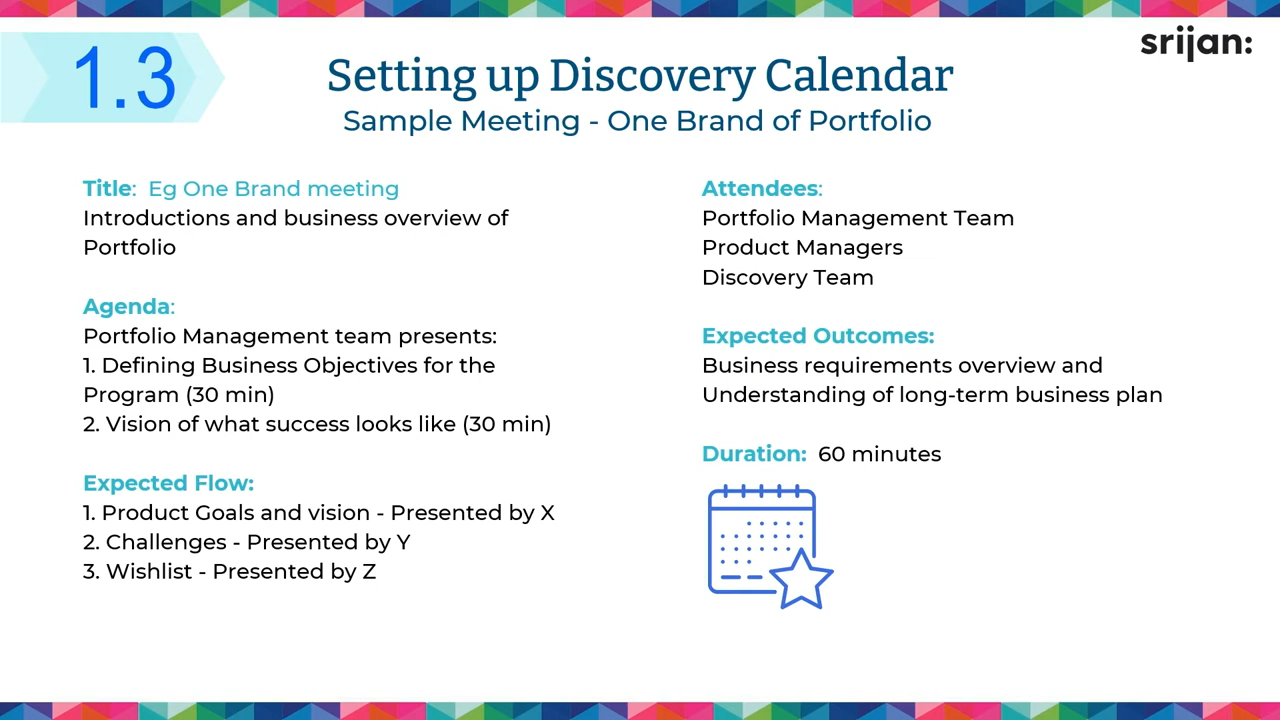 srijan:
1.3
Setting up Discovery Calendar
Sample Meeting - One Brand of Portfolio
Title: Eg One Brand meeting
Introductions and business overview of
Portfolio
Agenda:
Portfolio Management team presents:
1. Defining Business Objectives for the
Program (30 min)
2. Vision of what success looks like (30 min)
Expected Flow:
1. Product Goals and vision - Presented by X
2. Challenges - Presented by Y
3. Wishlist - Presented by Z
Attendees:
Portfolio Management Team
Product Managers
Discovery Team
Expected Outcomes:
Business requirements overview and
Understanding of long-term business plan
Duration: 60 minutes